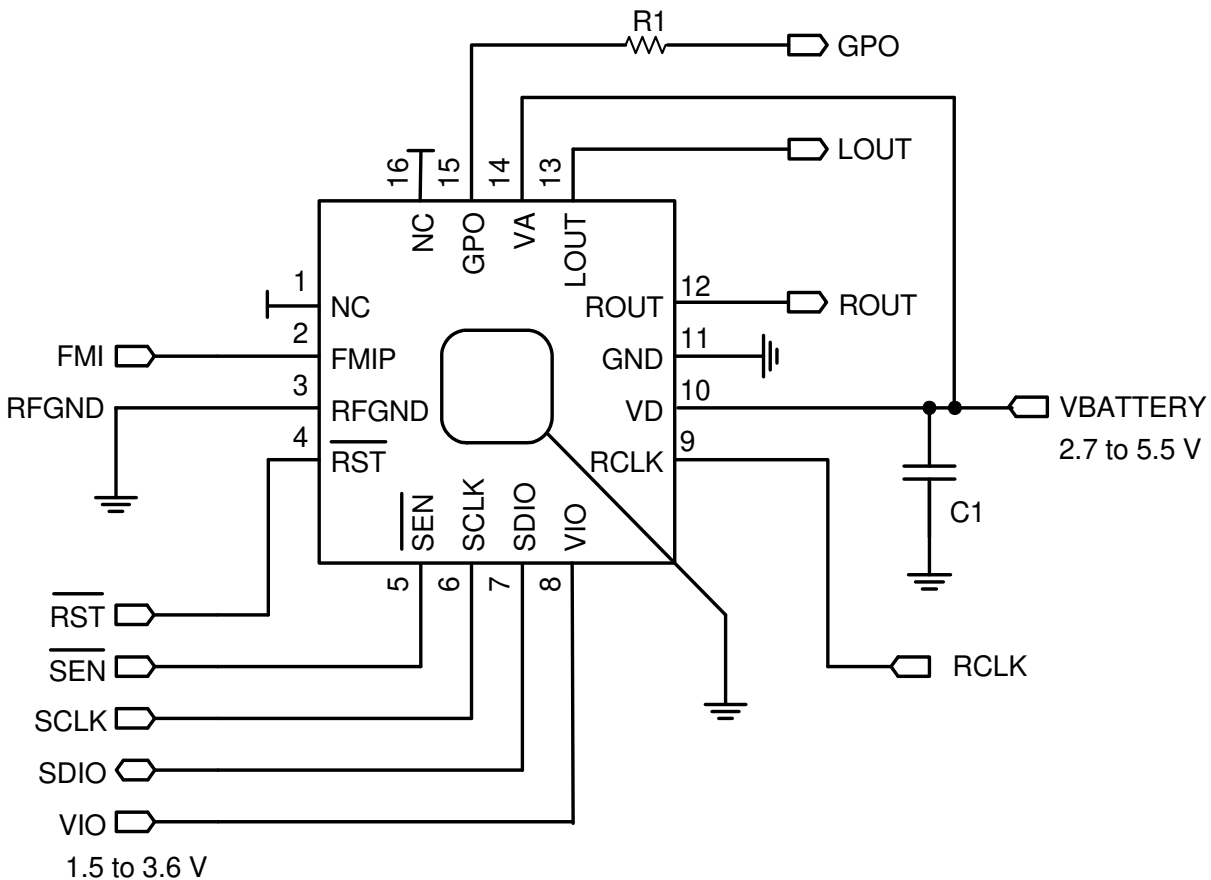 R1
GPO
LOUT
16
15
14
13
NC
GPO
VA
LOUT
1
NC
ROUT
12
ROUT
FMI
2
FMIP
GND
11
RFGND
3
RFGND
VD
10
VBATTERY
2.7 to 5.5 V
4
RST
RCLK
9
C1
SEN
SCLK
SDIO
VIO
5
6
7
8
RST
SEN
RCLK
SCLK
SDIO
VIO
1.5 to 3.6 V